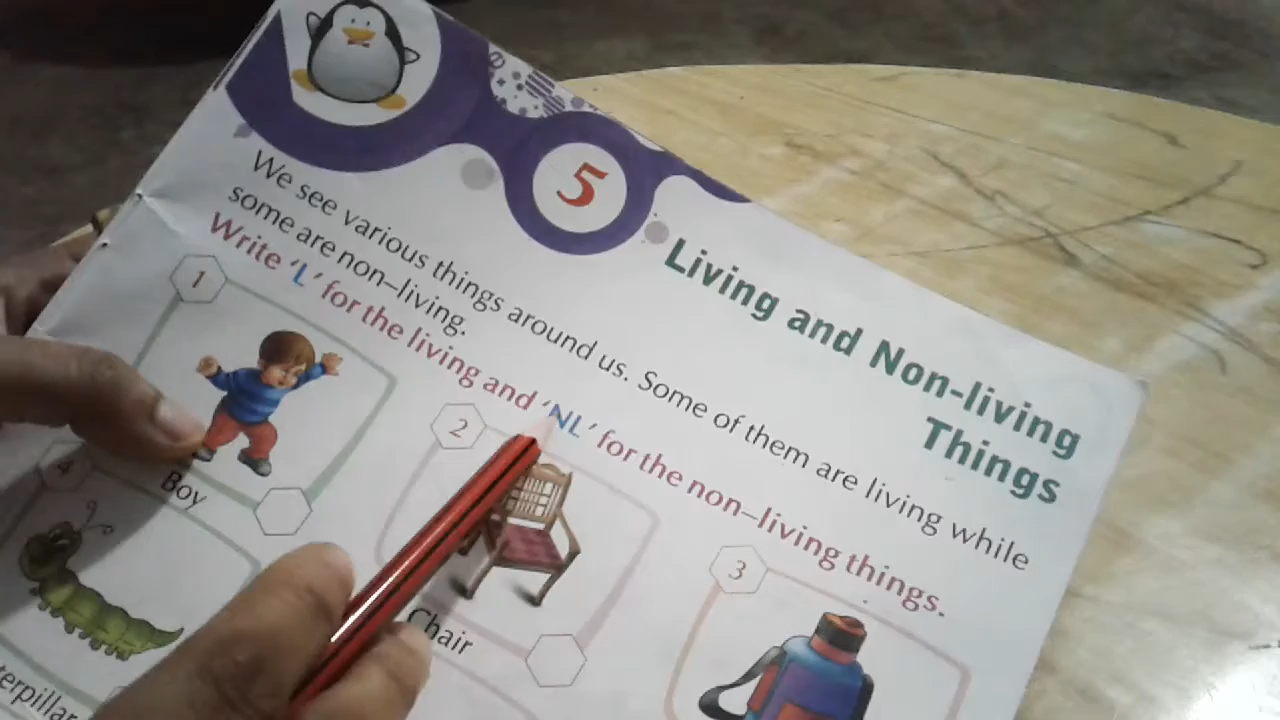 5
Living and Non-living
Things
We see various things around us. Some of them are living while
some are non-living.
Write 'L' for the living and 'NL' for the non-living things.
1
Boy
2
Chair
3
4